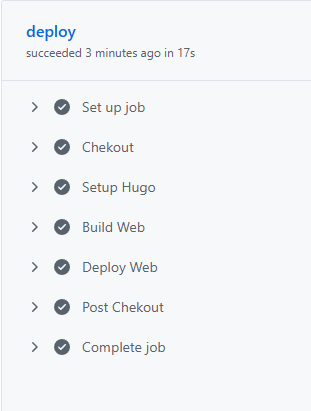 deploy
succeeded 3 minutes ago in 17s
Set up job
Chekout
Setup Hugo
Build Web
Deploy Web
Post Chekout
Complete job